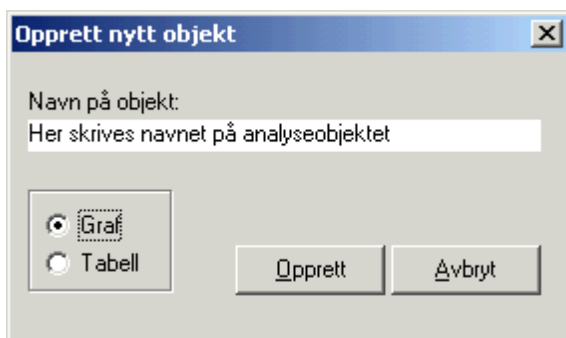 Opprett nytt objekt
Navn på objekt:
Her skrives navnet på analyseobjektet
Graf
Tabell
Opprett
Avbryt